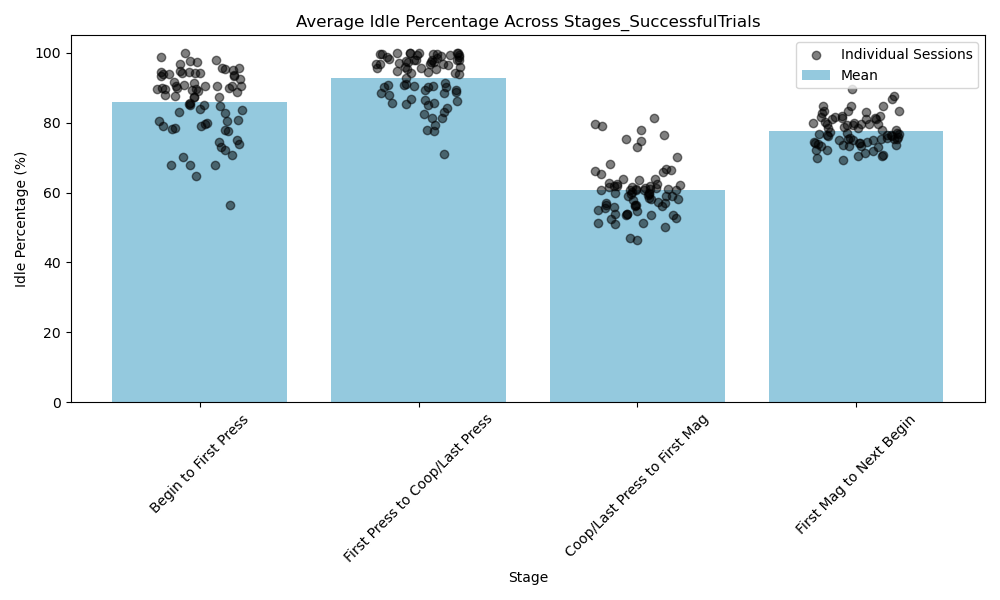 Average Idle Percentage Across Stages_SuccessfulTrials
Individual Sessions
Mean
Idle Percentage (%)
100
80
60
40
20
0
Begin to First Press
First Press to Coop/Last Press
Coop/Last Press to First Mag
First Mag to Next Begin
Stage